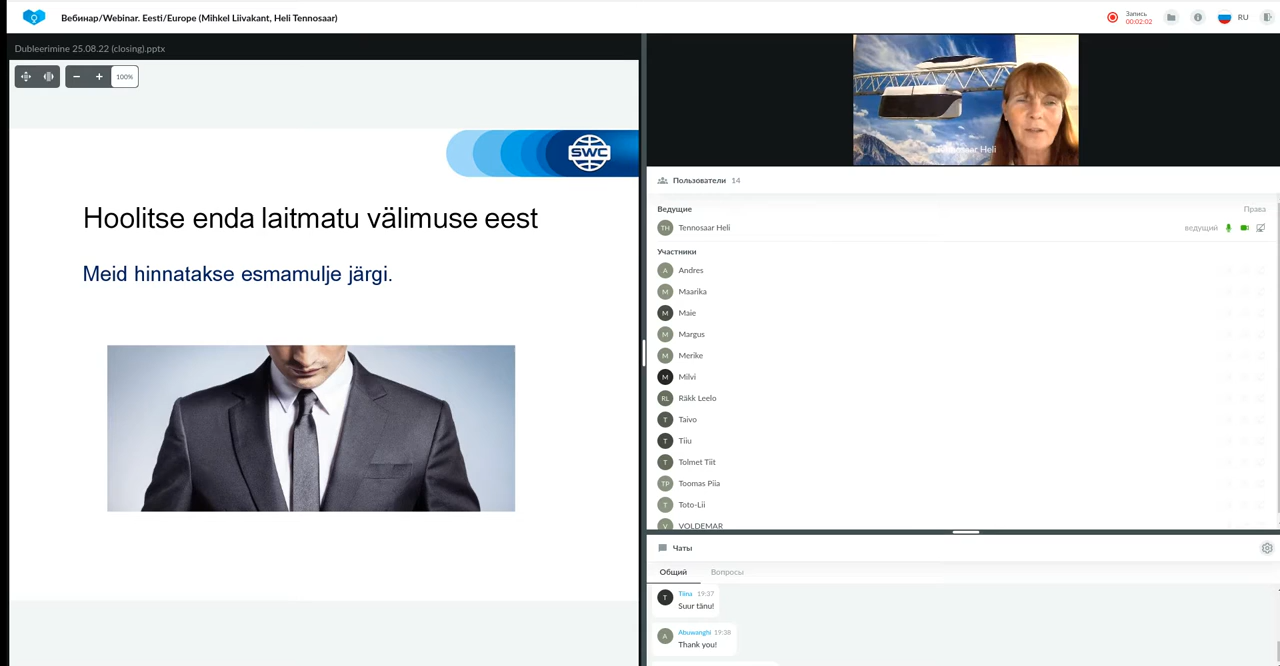 Вебинар/Webinar. Eesti/Europe (Mihkel Liivakant, Heli Tennosaar)
Запись
00:02:02
RU
Dubleerimine 25.08.22 (closing).pptx
100%
SWC
Hoolitse enda laitmatu välimuse eest
Meid hinnatakse esmamulje järgi.
Tennosaar Heli
Пользователи 14
Ведущие
Права
TH Tennosaar Heli
ведущий
Участники
A Andres
M Maarika
M Maie
M Margus
M Merike
M Milvi
RL Räkk Leelo
T Taivo
T Tiiu
T Tolmet Tiit
TP Toomas Piia
T Toto-Lii
V VOLDEMAR
Чаты
Общий
Вопросы
T Tiina 19:37
Suur tänu!
A Abuwanghi 19:38
Thank you!